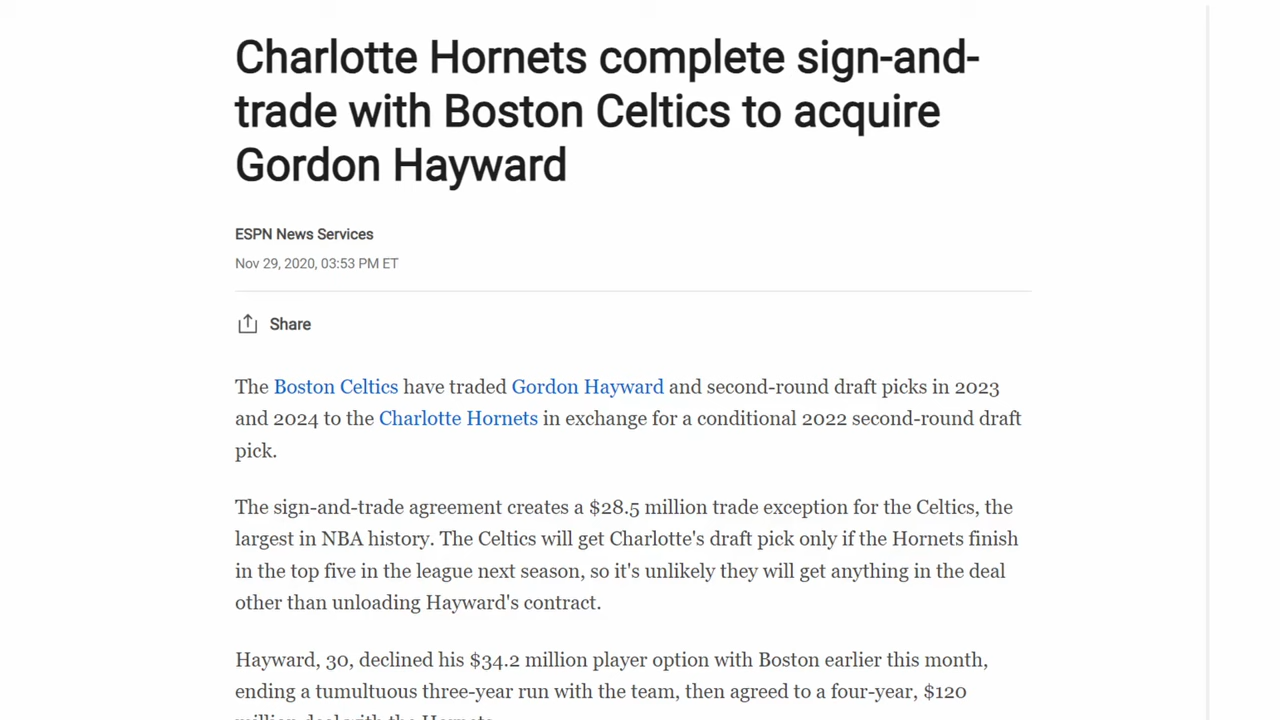 Charlotte Hornets complete sign-and-
trade with Boston Celtics to acquire
Gordon Hayward
ESPN News Services
Nov 29, 2020, 03:53 PM ET
Share
The Boston Celtics have traded Gordon Hayward and second-round draft picks in 2023
and 2024 to the Charlotte Hornets in exchange for a conditional 2022 second-round draft
pick.
The sign-and-trade agreement creates a $28.5 million trade exception for the Celtics, the
largest in NBA history. The Celtics will get Charlotte's draft pick only if the Hornets finish
in the top five in the league next season, so it's unlikely they will get anything in the deal
other than unloading Hayward's contract.
Hayward, 30, declined his $34.2 million player option with Boston earlier this month,
ending a tumultuous three-year run with the team, then agreed to a four-year, $120
million deal with the Hornets.